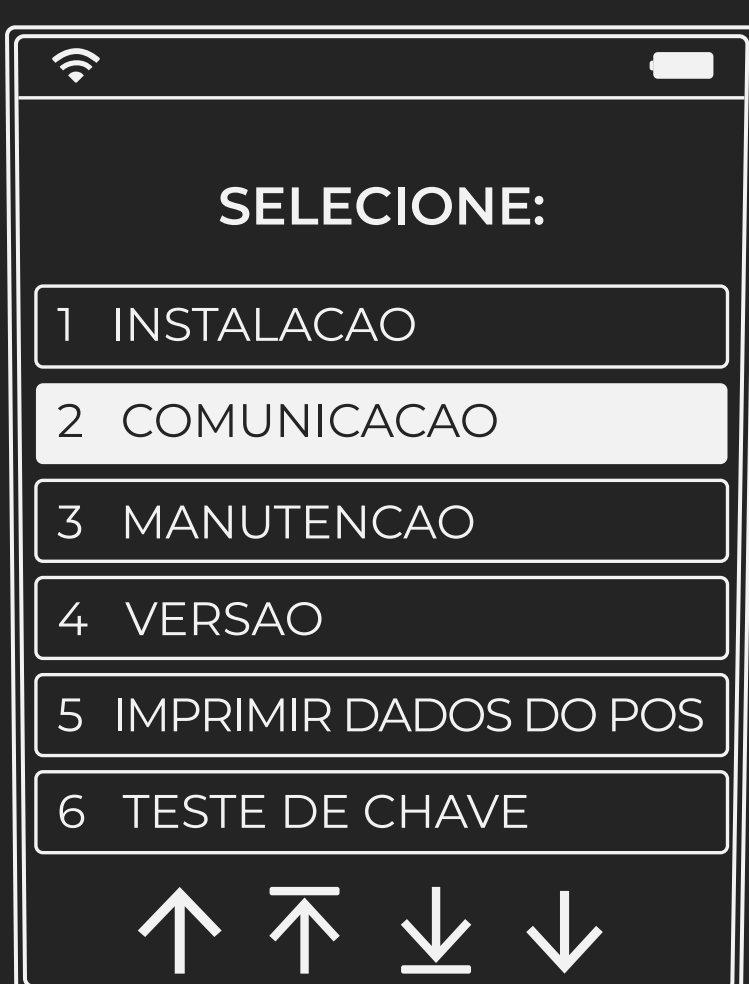 SELECIONE:
1 INSTALACAO
2 COMUNICACAO
3 MANUTENCAO
4 VERSAO
5 IMPRIMIR DADOS DO POS
6 TESTE DE CHAVE